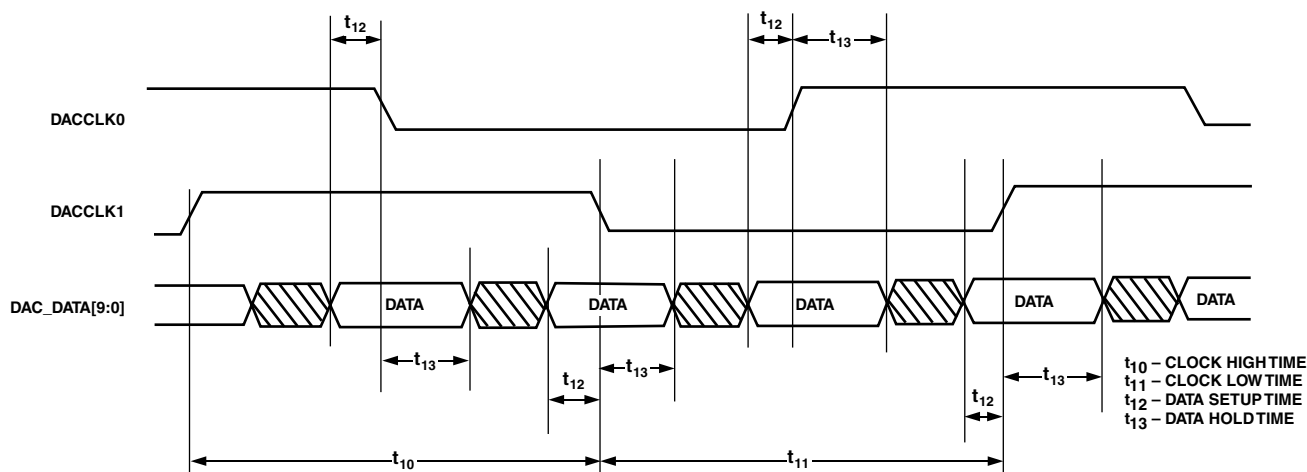 t12
t12
t13
DACCLK0
DACCLK1
DAC_DATA[9:0]
DATA
DATA
DATA
DATA
DATA
t13
t12
t13
t12
t13
t10
t11
t10 – CLOCK HIGH TIME
t11 – CLOCK LOW TIME
t12 – DATA SETUP TIME
t13 – DATA HOLD TIME